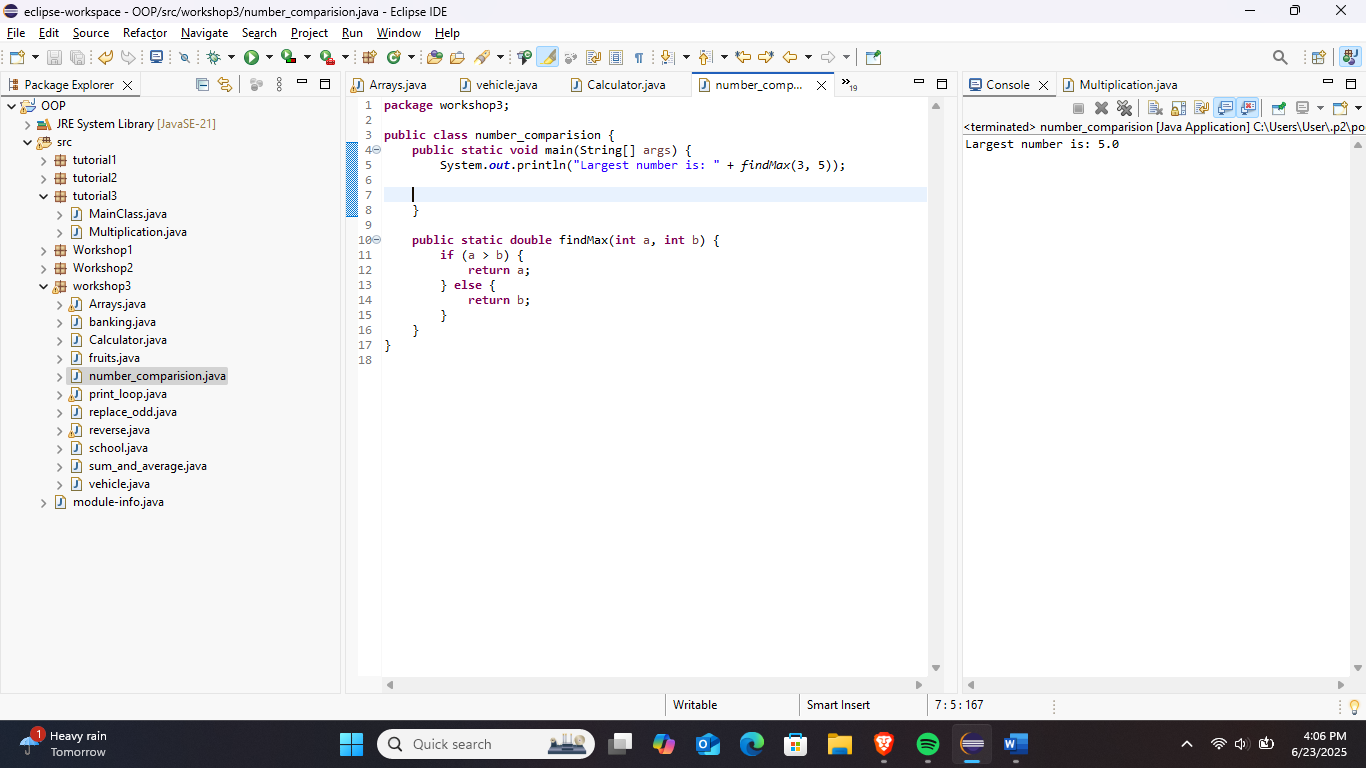 eclipse-workspace - OOP/src/workshop3/number_comparision.java - Eclipse IDE
File Edit Source Refactor Navigate Search Project Run Window Help
Package Explorer
OOP
JRE System Library [JavaSE-21]
src
tutorial1
tutorial2
tutorial3
MainClass.java
Multiplication.java
Workshop1
Workshop2
workshop3
Arrays.java
banking.java
Calculator.java
fruits.java
number_comparision.java
print_loop.java
replace_odd.java
reverse.java
school.java
sum_and_average.java
vehicle.java
module-info.java
Arrays.java vehicle.java Calculator.java number_comp... »19
1 package workshop3;
2
3 public class number_comparision {
4 public static void main(String[] args) {
5 System.out.println("Largest number is: " + findMax(3, 5));
6
7
8 }
9
10 public static double findMax(int a, int b) {
11 if (a > b) {
12 return a;
13 } else {
14 return b;
15 }
16 }
17 }
18
Console Multiplication.java
<terminated> number_comparision [Java Application] C:\Users\User\.p2\po
Largest number is: 5.0
Writable Smart Insert 7 : 5 : 167
1
Heavy rain
Tomorrow
Quick search
4:06 PM
6/23/2025